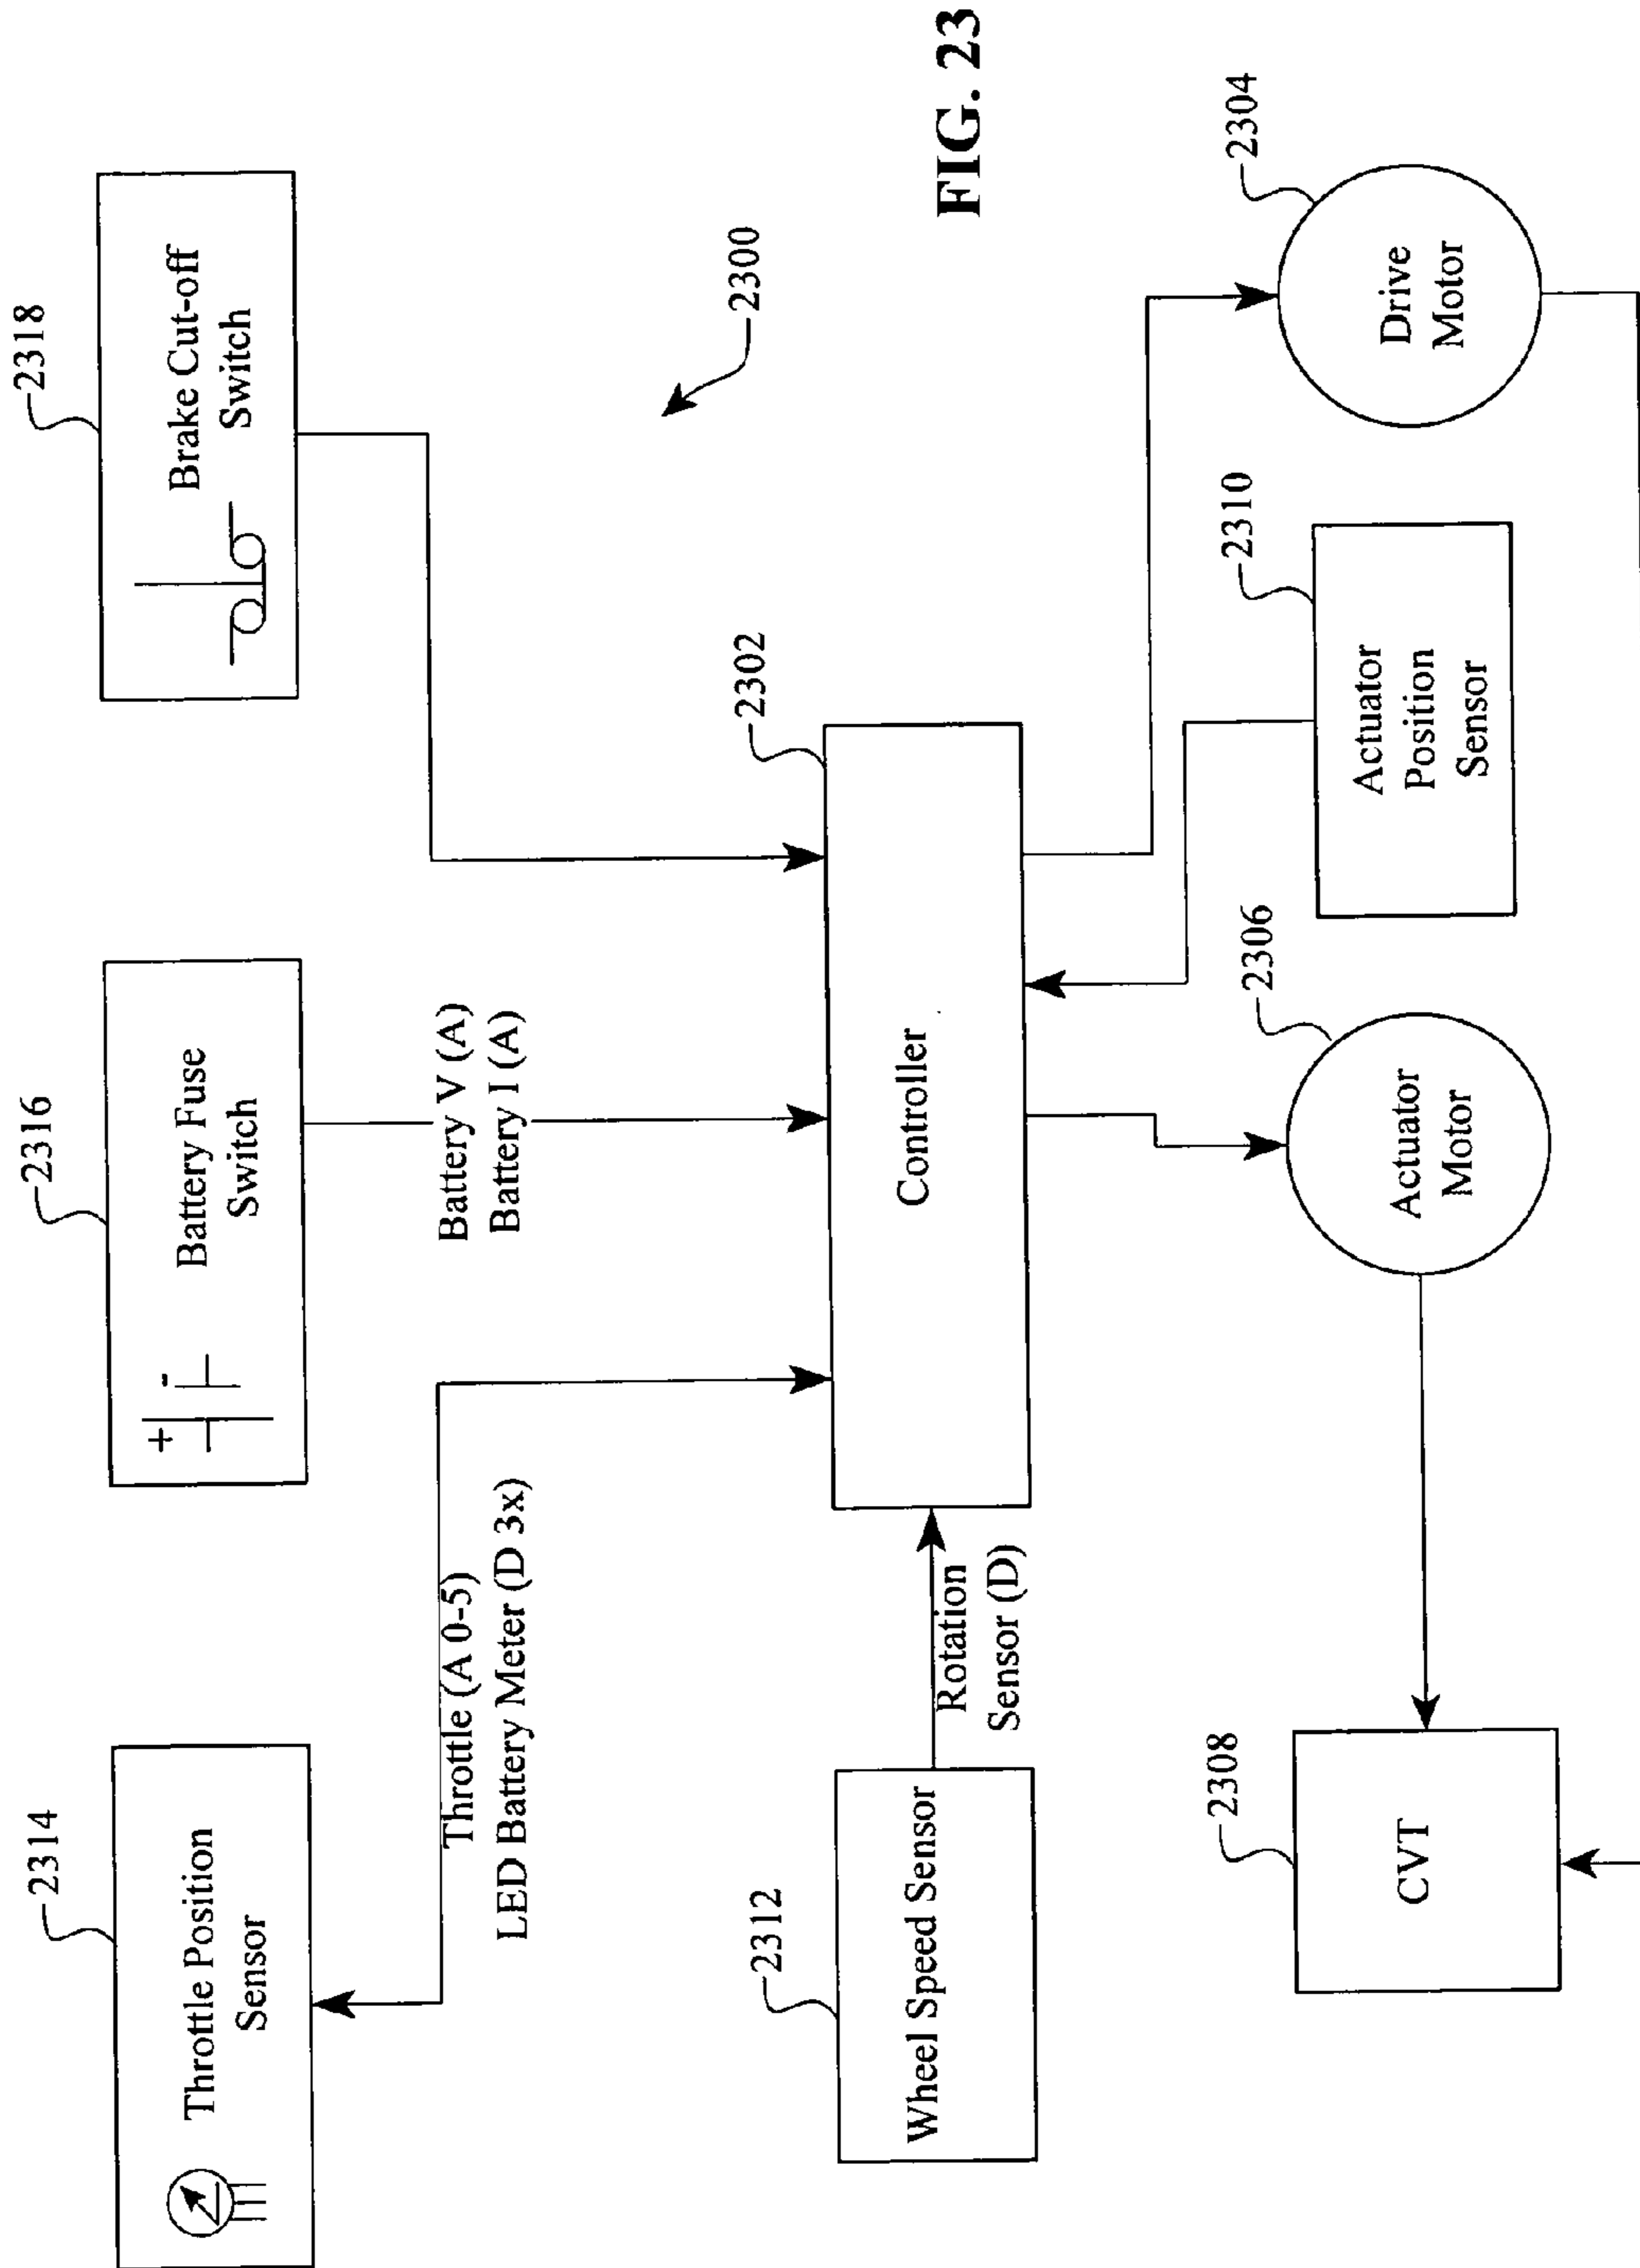 2314
Throttle Position
Sensor
2316
+ -
Battery Fuse
Switch
2318
Brake Cut-off
Switch
Throttle (A 0-5)
LED Battery Meter (D 3x)
Battery V (A)
Battery I (A)
2300
2312
Wheel Speed Sensor
Rotation
Sensor (D)
2302
Controller
FIG. 23
2308
CVT
2306
Actuator
Motor
2310
Actuator
Position
Sensor
2304
Drive
Motor